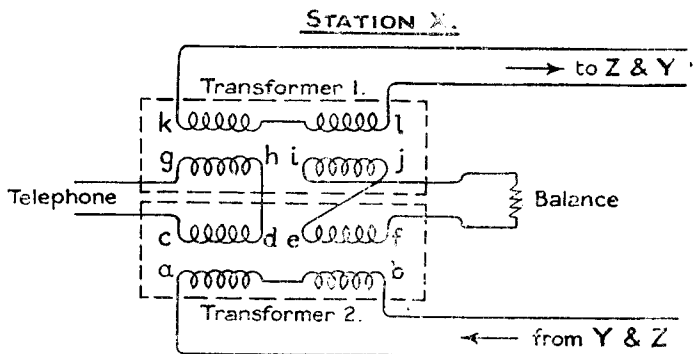 STATION X.
to Z & Y
Transformer 1.
k l
g h i j
Telephone
Balance
c d e f
a b
Transformer 2.
from Y & Z